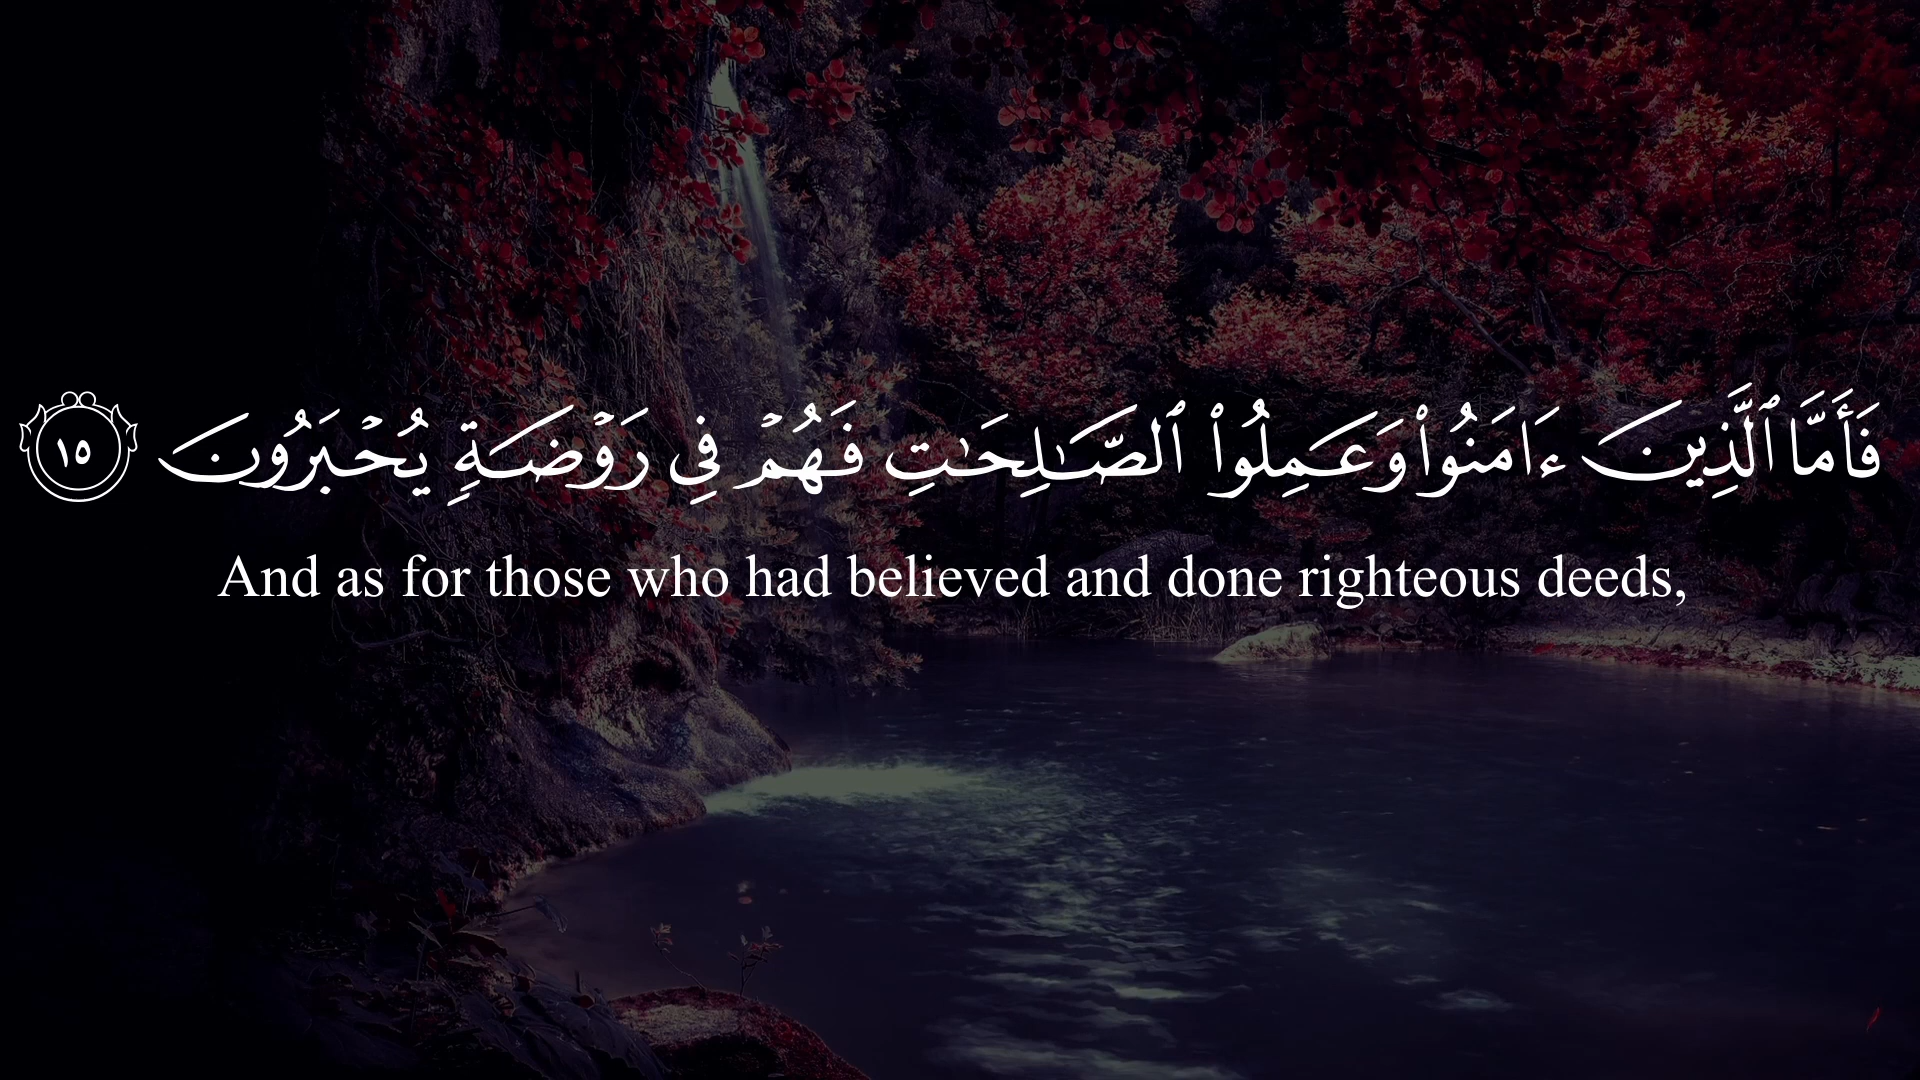 فَأَمَّا ٱلَّذِينَ ءَامَنُوا۟ وَعَمِلُوا۟ ٱلصَّـٰلِحَـٰتِ فَهُمْ فِى رَوْضَةٍ يُحْبَرُونَ ١٥
And as for those who had believed and done righteous deeds,